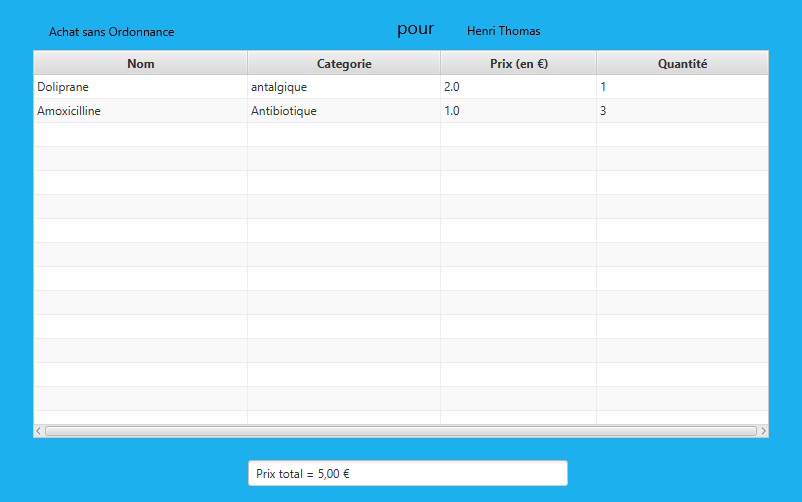 Achat sans Ordonnance pour Henri Thomas
Nom Categorie Prix (en €) Quantité
Doliprane antalgique 2.0 1
Amoxicilline Antibiotique 1.0 3
Prix total = 5,00 €